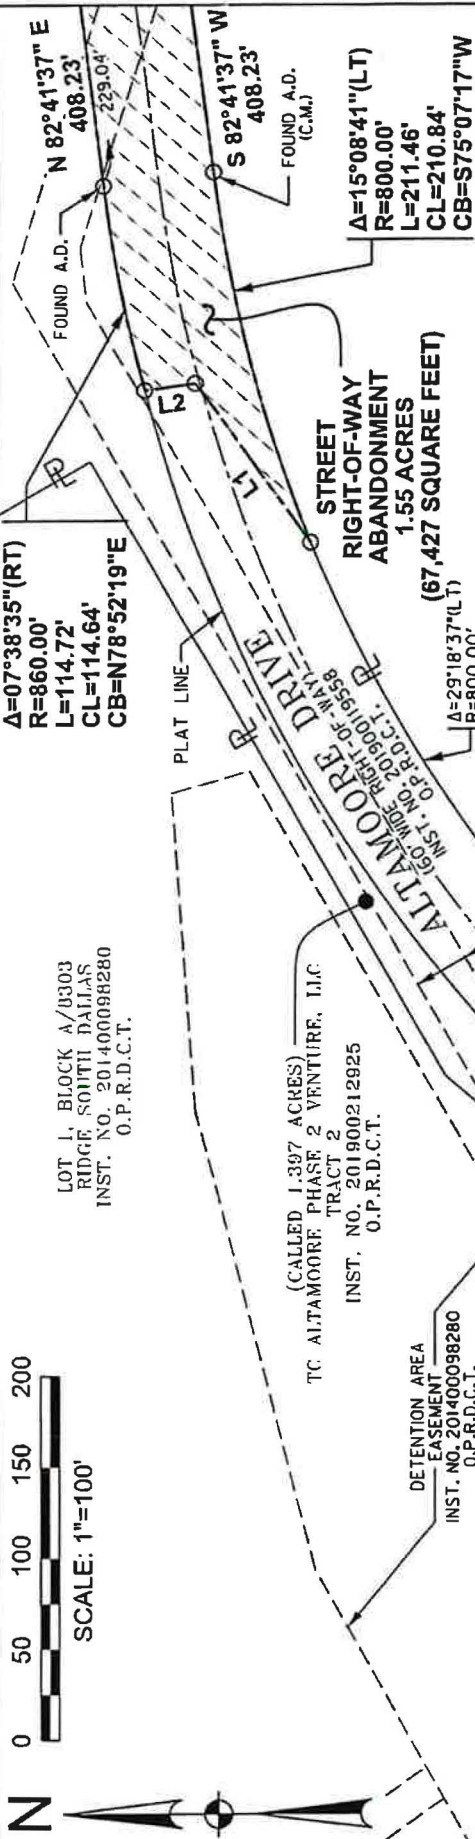 N
0 50 100 150 200
SCALE: 1"=100'
LOT 1, BLOCK A/8303
RIDGE SOUTH DALLAS
INST. NO. 201400098280
O.P.R.D.C.T.
(CALLED 1.397 ACRES)
TC ALTAMOORE PHASE 2 VENTURE, LLC
TRACT 2
INST. NO. 201900212925
O.P.R.D.C.T.
DETENTION AREA
EASEMENT
INST. NO. 201400098280
O.P.R.D.C.T.
Δ=07°38'35"(RT)
R=860.00'
L=114.72'
CL=114.64'
CB=N78°52'19"E
PLAT LINE
PL
PL
ALTAMOORE DRIVE
(60' WIDE RIGHT-OF-WAY)
INST. NO. 201900119558
O.P.R.D.C.T.
PL
Δ=29°18'37"(LT)
R=800.00'
FOUND A.D.
N 82°41'37" E
408.23'
229.04'
S 82°41'37" W
408.23'
FOUND A.D.
(C.M.)
L2
L1
STREET
RIGHT-OF-WAY
ABANDONMENT
1.55 ACRES
(67,427 SQUARE FEET)
Δ=15°08'41"(LT)
R=800.00'
L=211.46'
CL=210.84'
CB=S75°07'17"W